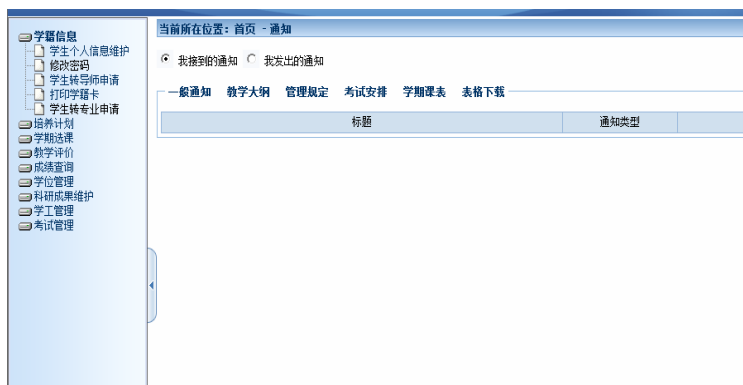 学籍信息
学生个人信息维护
修改密码
学生转导师申请
打印学籍卡
学生转专业申请
培养计划
学期选课
教学评价
成绩查询
学位管理
科研成果维护
学工管理
考试管理
当前所在位置：首页 - 通知
我接到的通知 我发出的通知
一般通知 教学大纲 管理规定 考试安排 学期课表 表格下载
标题 通知类型